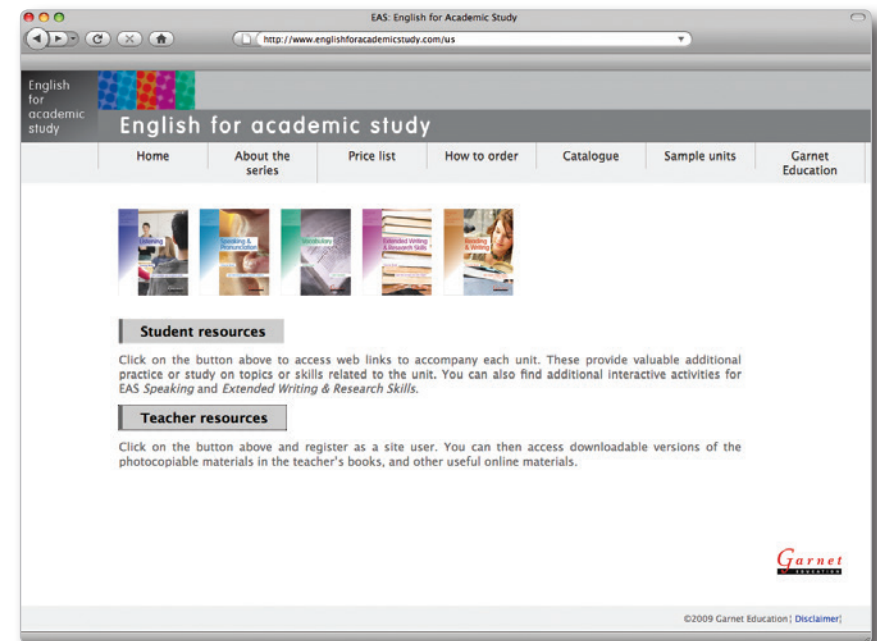 EAS: English for Academic Study
http://www.englishforacademicstudy.com/us
English
for
academic
study
English for academic study
Home
About the
series
Price list
How to order
Catalogue
Sample units
Garnet
Education
Listening
Speaking &
Pronunciation
Vocabulary
Extended Writing
& Research Skills
Reading
& Writing
Student resources
Click on the button above to access web links to accompany each unit. These provide valuable additional
practice or study on topics or skills related to the unit. You can also find additional interactive activities for
EAS Speaking and Extended Writing & Research Skills.
Teacher resources
Click on the button above and register as a site user. You can then access downloadable versions of the
photocopiable materials in the teacher's books, and other useful online materials.
Garnet
EDUCATION
©2009 Garnet Education¦ Disclaimer¦